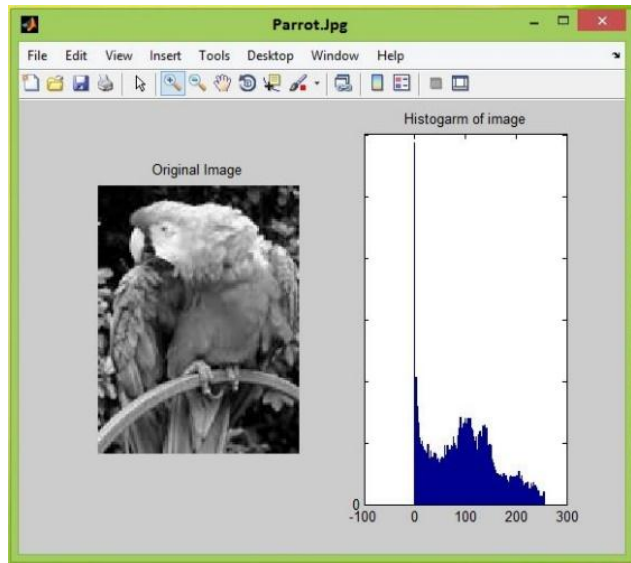 Parrot.Jpg
File Edit View Insert Tools Desktop Window Help
Original Image
Histogarm of image
0
-100 0 100 200 300